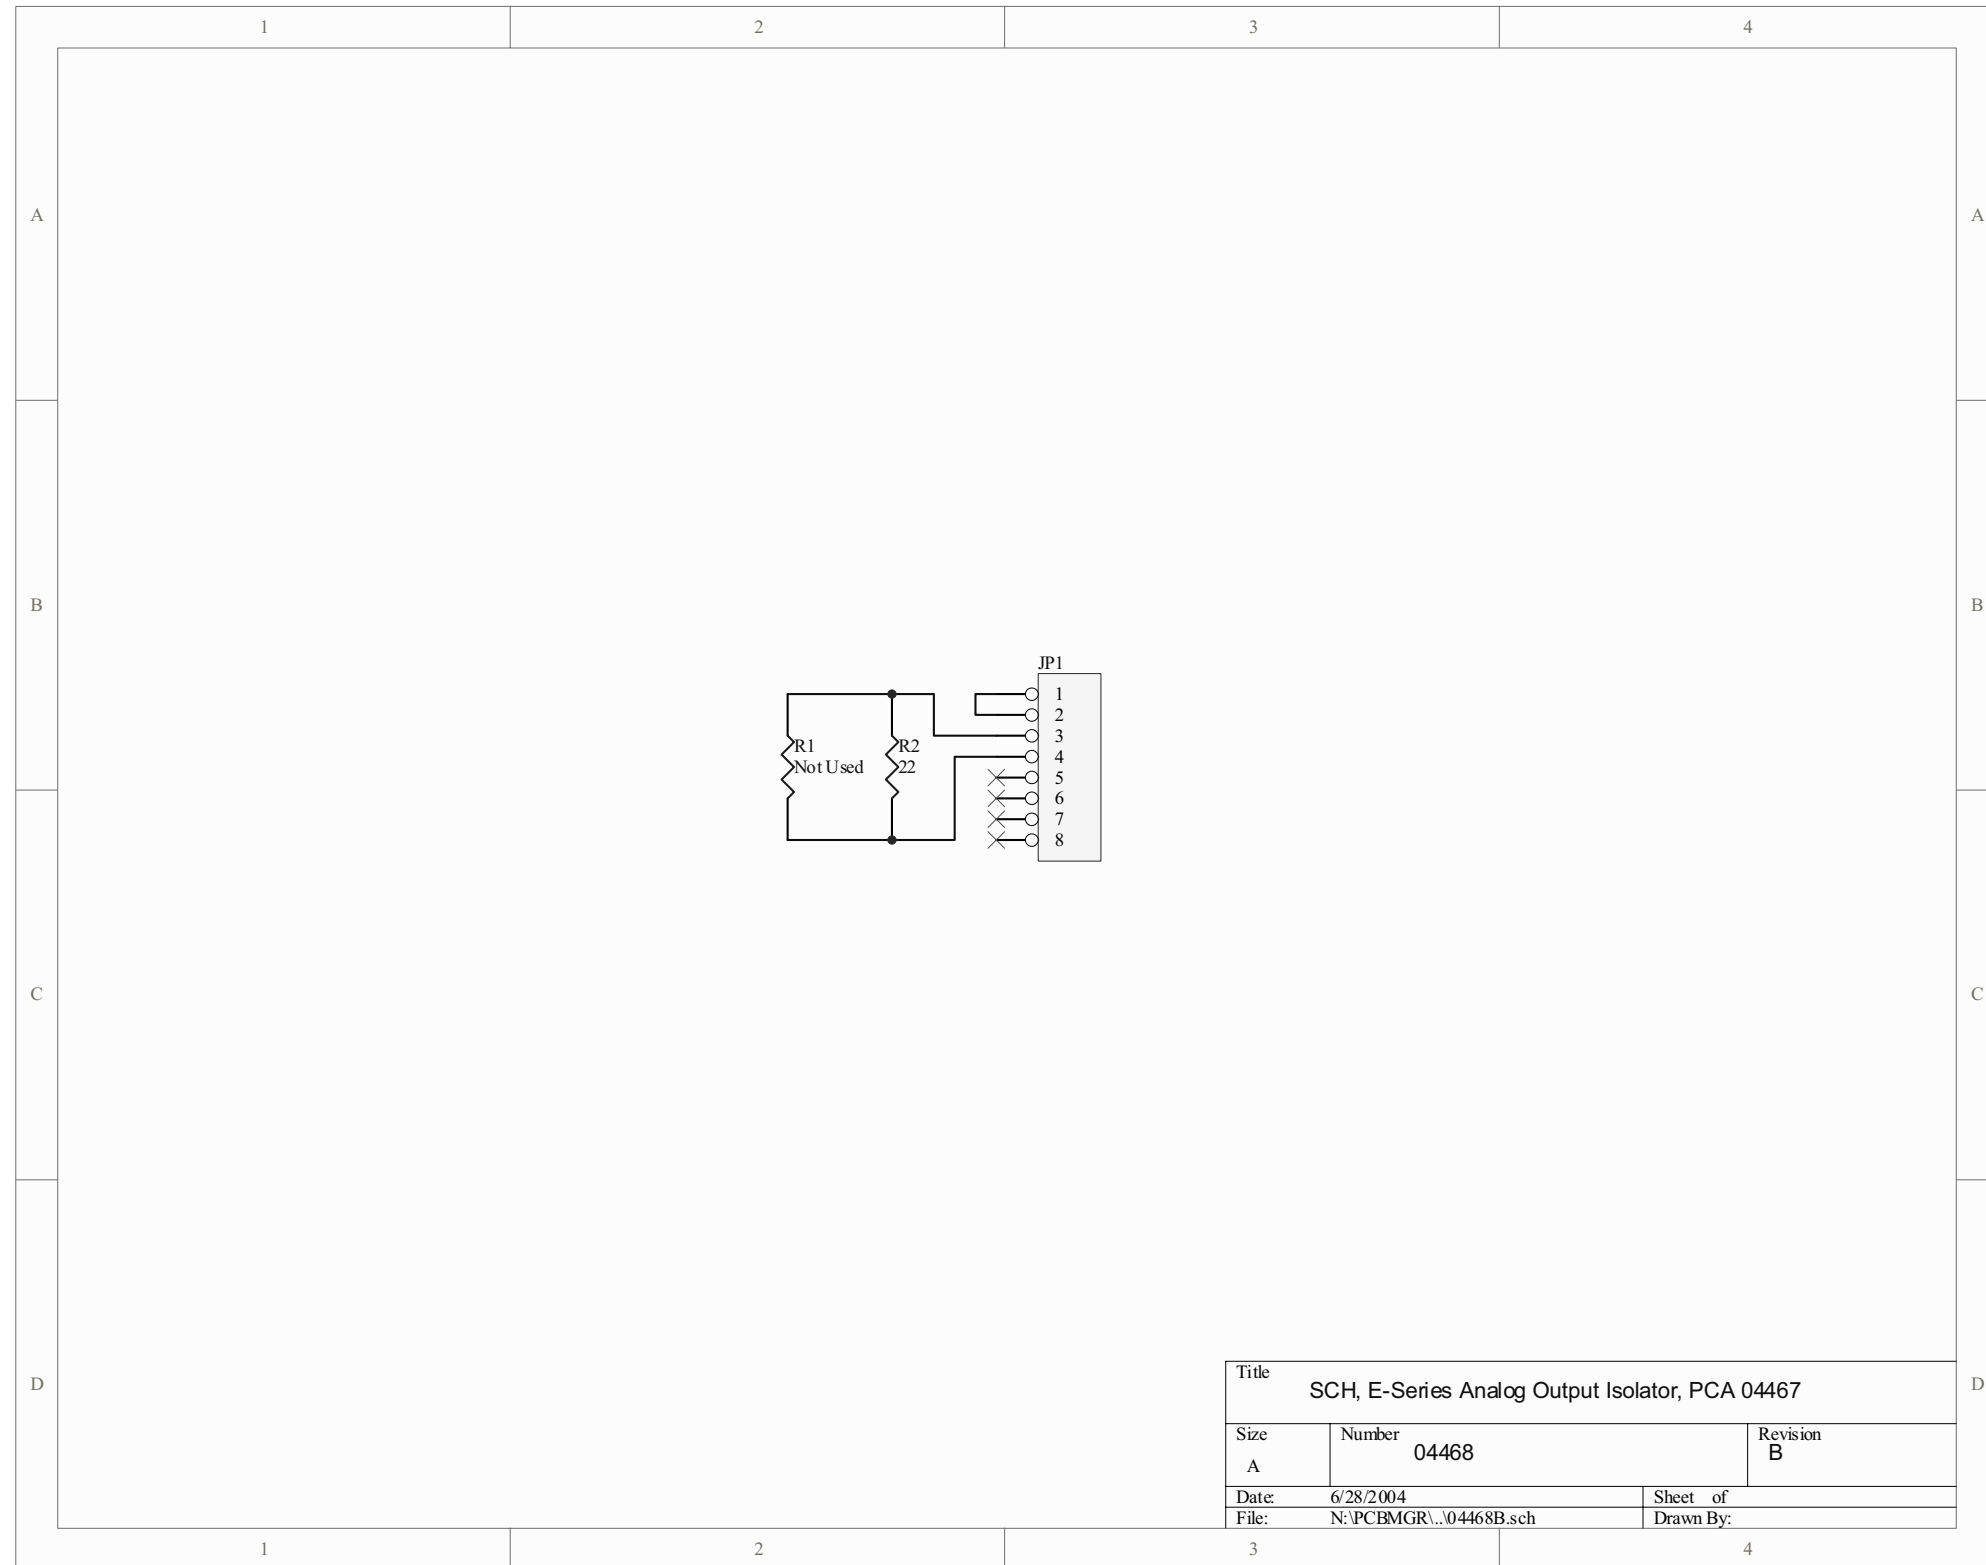 1 2 3 4
A A
B B
JP1
1
2
3
R1 R2 4
Not Used 22 5
6
7
8
C C
D D
Title
SCH, E-Series Analog Output Isolator, PCA 04467
Size Number Revision
04468 B
A
Date: 6/28/2004 Sheet of
File: N:\PCBMGR\..\04468B.sch Drawn By:
1 2 3 4